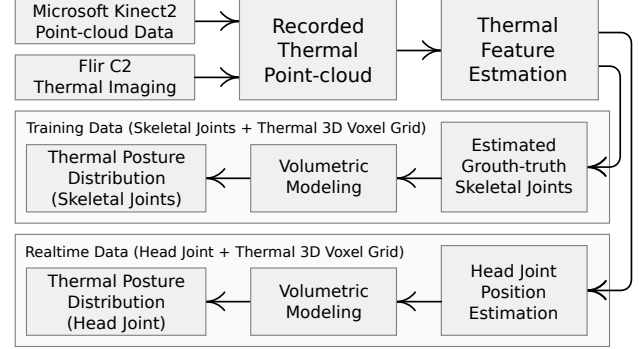 Microsoft Kinect2
Point-cloud Data
Flir C2
Thermal Imaging
Recorded
Thermal
Point-cloud
Thermal
Feature
Estmation
Training Data (Skeletal Joints + Thermal 3D Voxel Grid)
Thermal Posture
Distribution
(Skeletal Joints)
Volumetric
Modeling
Estimated
Grouth-truth
Skeletal Joints
Realtime Data (Head Joint + Thermal 3D Voxel Grid)
Thermal Posture
Distribution
(Head Joint)
Volumetric
Modeling
Head Joint
Position
Estimation